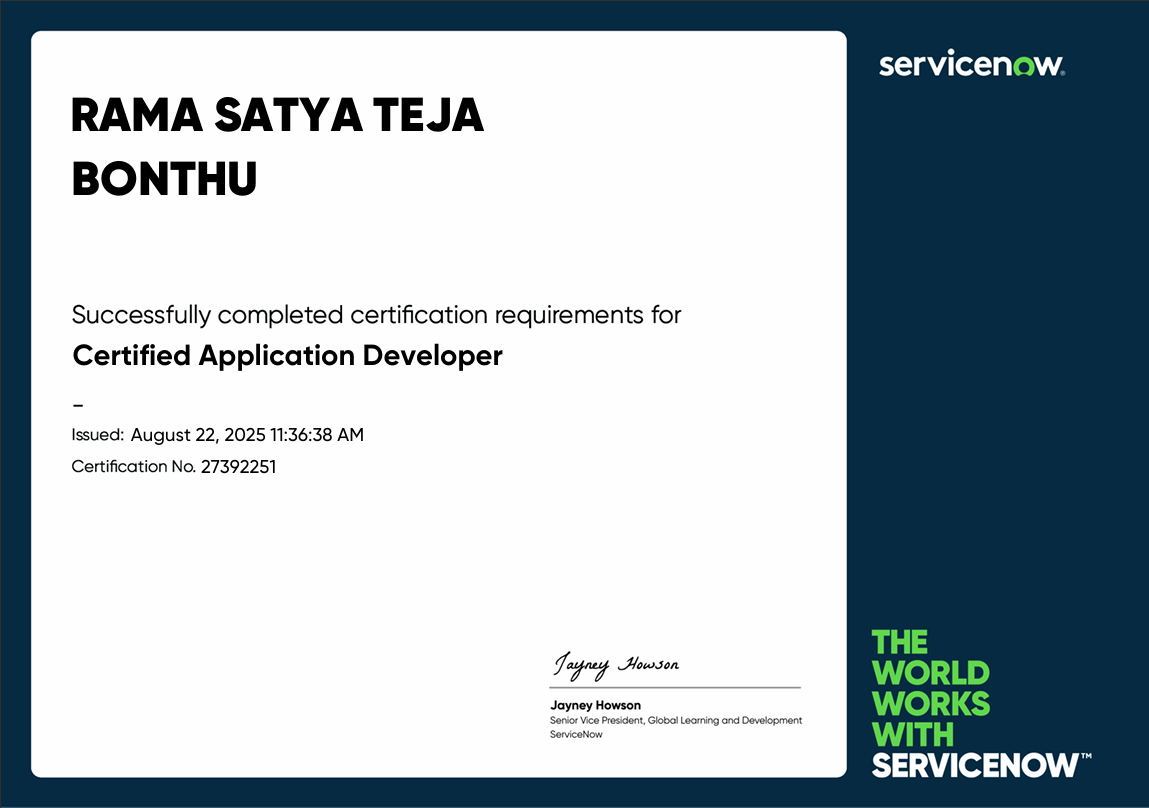 servicenow®
RAMA SATYA TEJA
BONTHU
Successfully completed certification requirements for
Certified Application Developer
–
Issued: August 22, 2025 11:36:38 AM
Certification No. 27392251
Jayney Howson
Jayney Howson
Senior Vice President, Global Learning and Development
ServiceNow
THE
WORLD
WORKS
WITH
SERVICENOW™